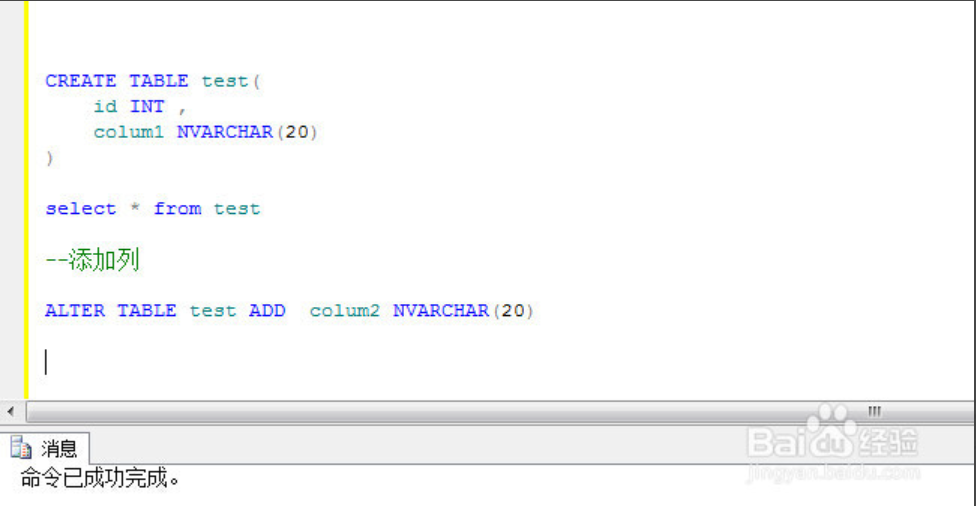 CREATE TABLE test(
id INT ,
colum1 NVARCHAR(20)
)
select * from test
--添加列
ALTER TABLE test ADD  colum2 NVARCHAR(20)
消息
命令已成功完成。
Baidu经验
jingyan.baidu.com